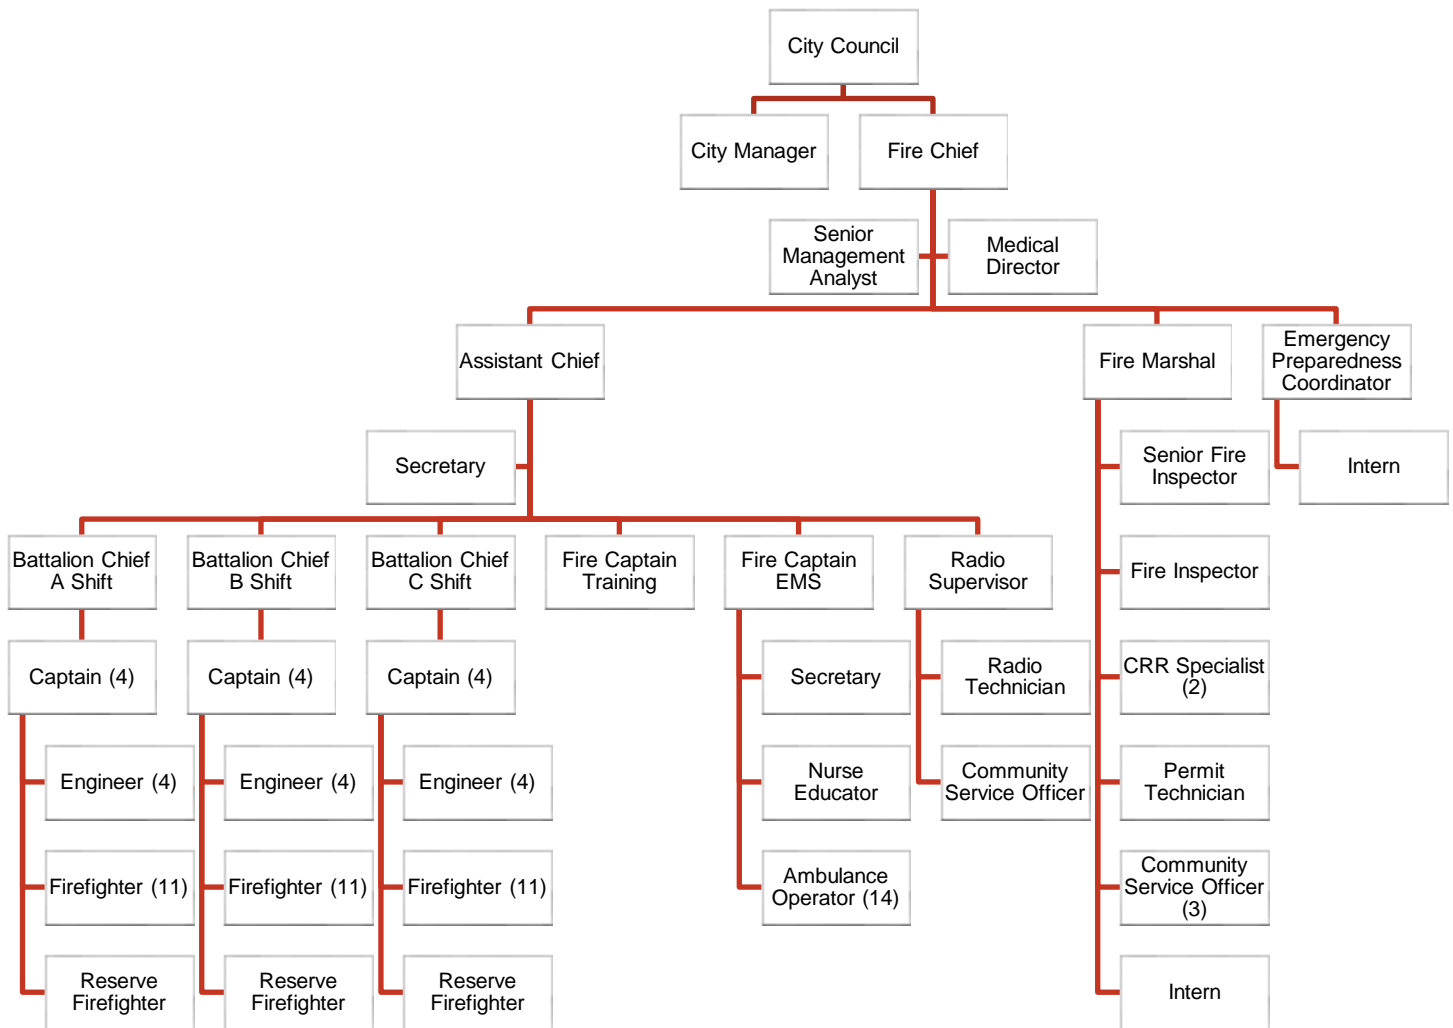 City Council
City Manager
Fire Chief
Senior
Management
Analyst
Medical
Director
Assistant Chief
Fire Marshal
Emergency
Preparedness
Coordinator
Secretary
Senior Fire
Inspector
Intern
Battalion Chief
A Shift
Battalion Chief
B Shift
Battalion Chief
C Shift
Fire Captain
Training
Fire Captain
EMS
Radio
Supervisor
Fire Inspector
Captain (4)
Captain (4)
Captain (4)
Secretary
Radio
Technician
CRR Specialist
(2)
Engineer (4)
Engineer (4)
Engineer (4)
Nurse
Educator
Community
Service Officer
Permit
Technician
Firefighter (11)
Firefighter (11)
Firefighter (11)
Ambulance
Operator (14)
Community
Service Officer
(3)
Reserve
Firefighter
Reserve
Firefighter
Reserve
Firefighter
Intern